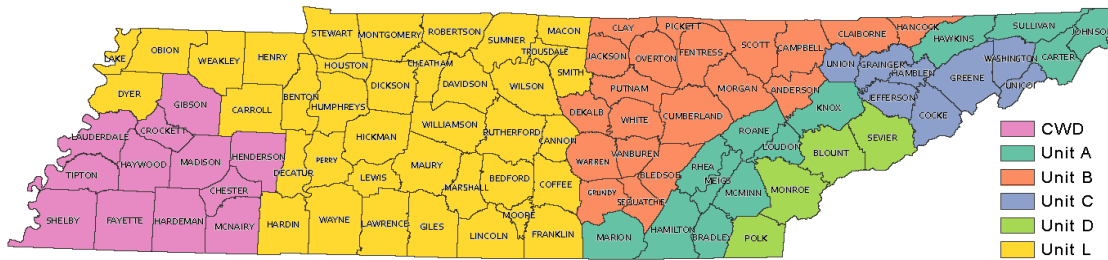 LAKE
OBION
WEAKLEY
HENRY
STEWART
MONTGOMERY
ROBERTSON
SUMNER
MACON
TROUSDALE
CLAY
PICKETT
SCOTT
CAMPBELL
CLAIBORNE
HANCOCK
HAWKINS
SULLIVAN
JOHNSON
CARTER
WASHINGTON
UNICOI
GREENE
HAMBLEN
GRAINGER
UNION
JEFFERSON
COCKE
DYER
GIBSON
CARROLL
BENTON
HOUSTON
HUMPHREYS
DICKSON
CHEATHAM
DAVIDSON
WILSON
SMITH
JACKSON
OVERTON
FENTRESS
PUTNAM
MORGAN
ANDERSON
KNOX
SEVIER
BLOUNT
LAUDERDALE
CROCKETT
HAYWOOD
MADISON
HENDERSON
DECATUR
PERRY
HICKMAN
WILLIAMSON
RUTHERFORD
CANNON
DEKALB
WHITE
CUMBERLAND
ROANE
LOUDON
TIPTON
CHESTER
LEWIS
MAURY
MARSHALL
BEDFORD
COFFEE
WARREN
VANBUREN
BLEDSOE
RHEA
MEIGS
MCMINN
MONROE
SHELBY
FAYETTE
HARDEMAN
MCNAIRY
HARDIN
WAYNE
LAWRENCE
GILES
LINCOLN
MOORE
FRANKLIN
GRUNDY
SEQUATCHIE
MARION
HAMILTON
BRADLEY
POLK
CWD
Unit A
Unit B
Unit C
Unit D
Unit L